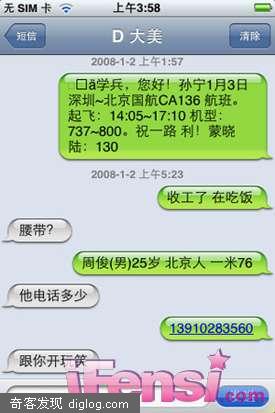 无 SIM 卡 上午3:58
短信 D 大美 清除
2008-1-2 上午1:57
学兵，您好！孙宁1月3日
深圳~北京国航CA136 航班。
起飞：14:05~17:10 机型：
737~800。祝一路 利！蒙晓
陆：130
2008-1-2 上午5:23
收工了 在吃饭
腰带?
周俊(男)25岁 北京人 一米76
他电话多少
13910283560
跟你开玩笑
iFensi
.com
奇客发现 diglog.com